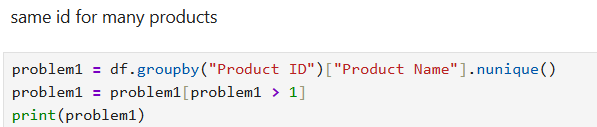 same id for many products
problem1 = df.groupby("Product ID")["Product Name"].nunique()
problem1 = problem1[problem1 > 1]
print(problem1)